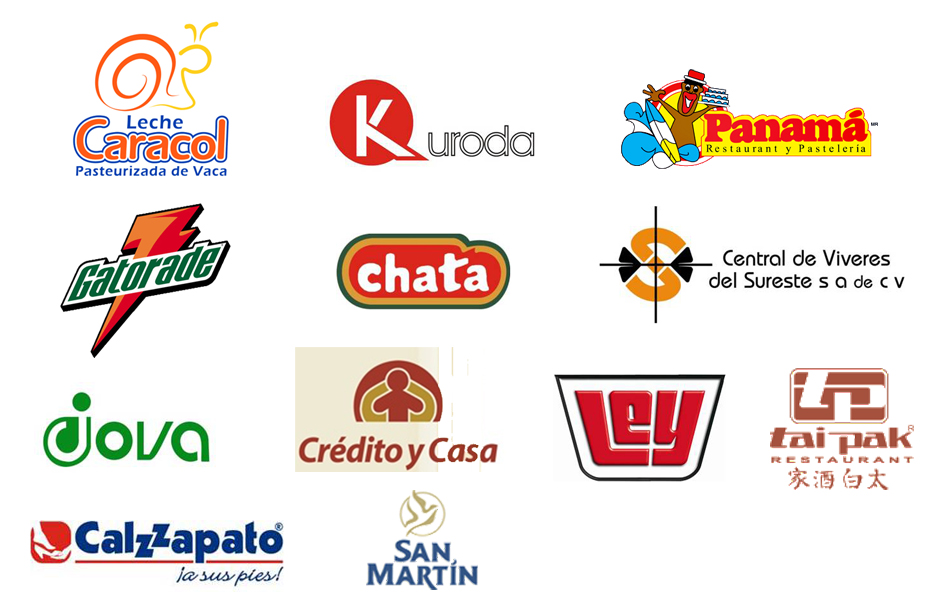 Leche
Caracol
Pasteurizada de Vaca
Kuroda
Panamá MR
Restaurant y Pastelería
Gatorade
chata
Central de Viveres
del Sureste s a de c v
Jova
Crédito y Casa
Ley
tai pak ®
RESTAURANT
家酒白太
CalzZapato®
¡a sus pies!
SAN
MARTÍN